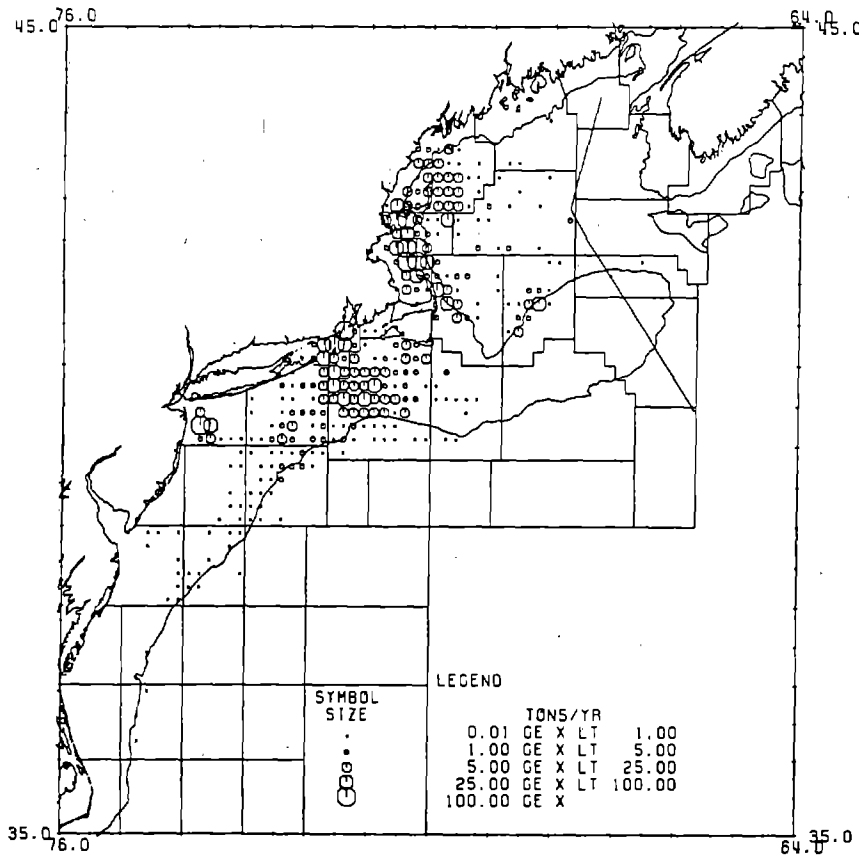 76.0 64.0
45.0 45.0
LEGEND
SYMBOL
SIZE
TONS/YR
0.01 GE X LT 1.00
1.00 GE X LT 5.00
5.00 GE X LT 25.00
25.00 GE X LT 100.00
100.00 GE X
35.0 35.0
76.0 64.0